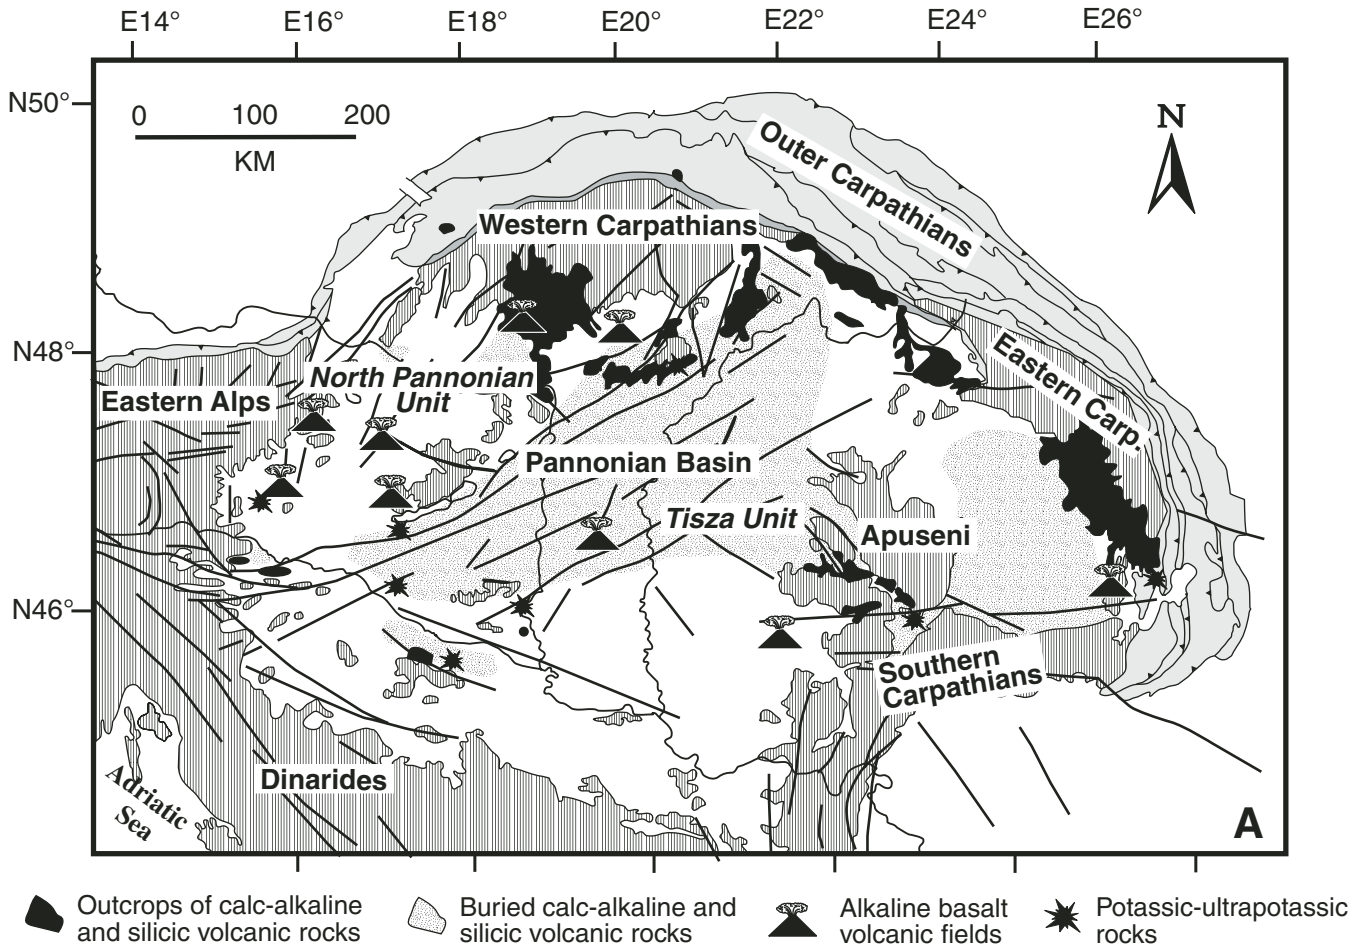 E14° E16° E18° E20° E22° E24° E26°
N50°
0 100 200
KM
N
Outer Carpathians
Western Carpathians
N48°
Eastern Carp.
North Pannonian
Unit
Eastern Alps
Pannonian Basin
Tisza Unit
Apuseni
N46°
Southern
Carpathians
Dinarides
Adriatic
Sea
A
Outcrops of calc-alkaline
and silicic volcanic rocks
Buried calc-alkaline and
silicic volcanic rocks
Alkaline basalt
volcanic fields
Potassic-ultrapotassic
rocks